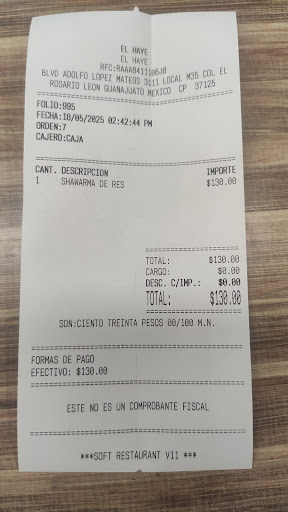 EL HAYE
EL HAYE
BLVD ADOLFO LOPEZ MATEOS 3111 LOCAL M35 COL EL
ROSARIO LEON GUANAJUATO MEXICO CP 37125
==========================================
FOLIO:995
FECHA:18/05/2025 02:42:44 PM
ORDEN:7
CAJERO:CAJA
==========================================
CANT. DESCRIPCION IMPORTE
1 SHAWARMA DE RES $130.00
====================
TOTAL: $130.00
CARGO: $0.00
DESC. C/IMP.: $0.00
TOTAL: $130.00
SON:CIENTO TREINTA PESOS 00/100 M.N.
==========================================
FORMAS DE PAGO
EFECTIVO: $130.00
==========================================
ESTE NO ES UN COMPROBANTE FISCAL
==========================================
***SOFT RESTAURANT V11 ***